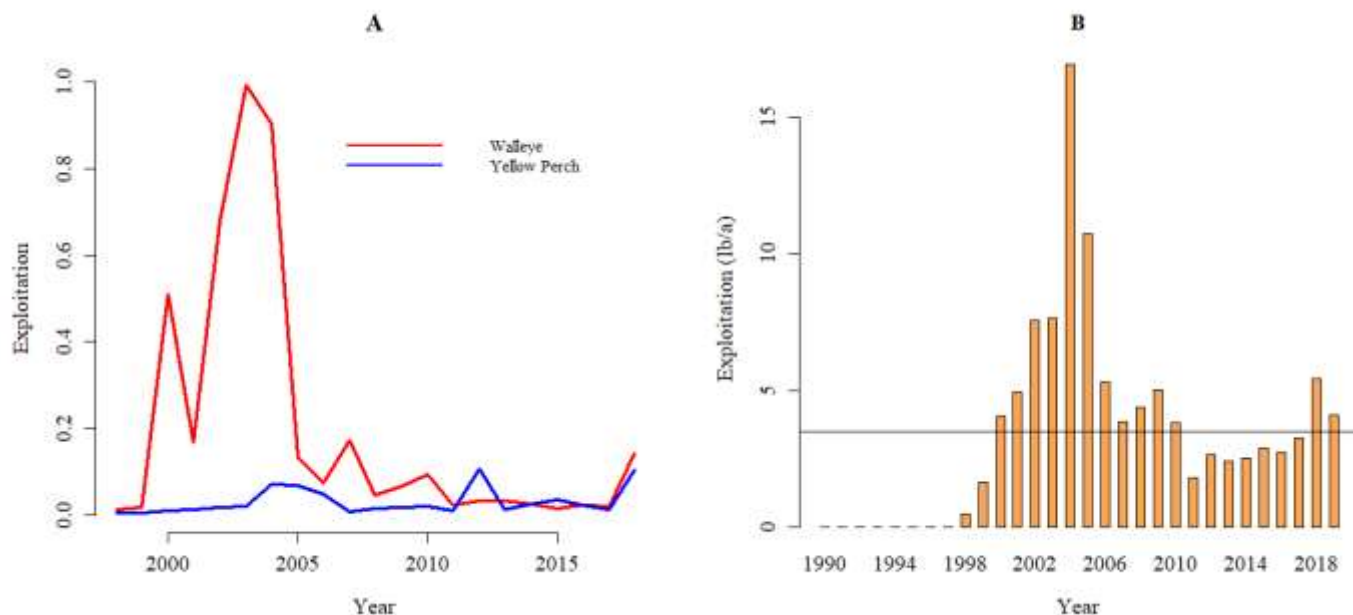 A
Exploitation
1.0
0.8
0.6
0.4
0.2
0.0
2000 2005 2010 2015
Year
Walleye
Yellow Perch
B
Exploitation (lb/a)
15
10
5
0
1990 1994 1998 2002 2006 2010 2014 2018
Year